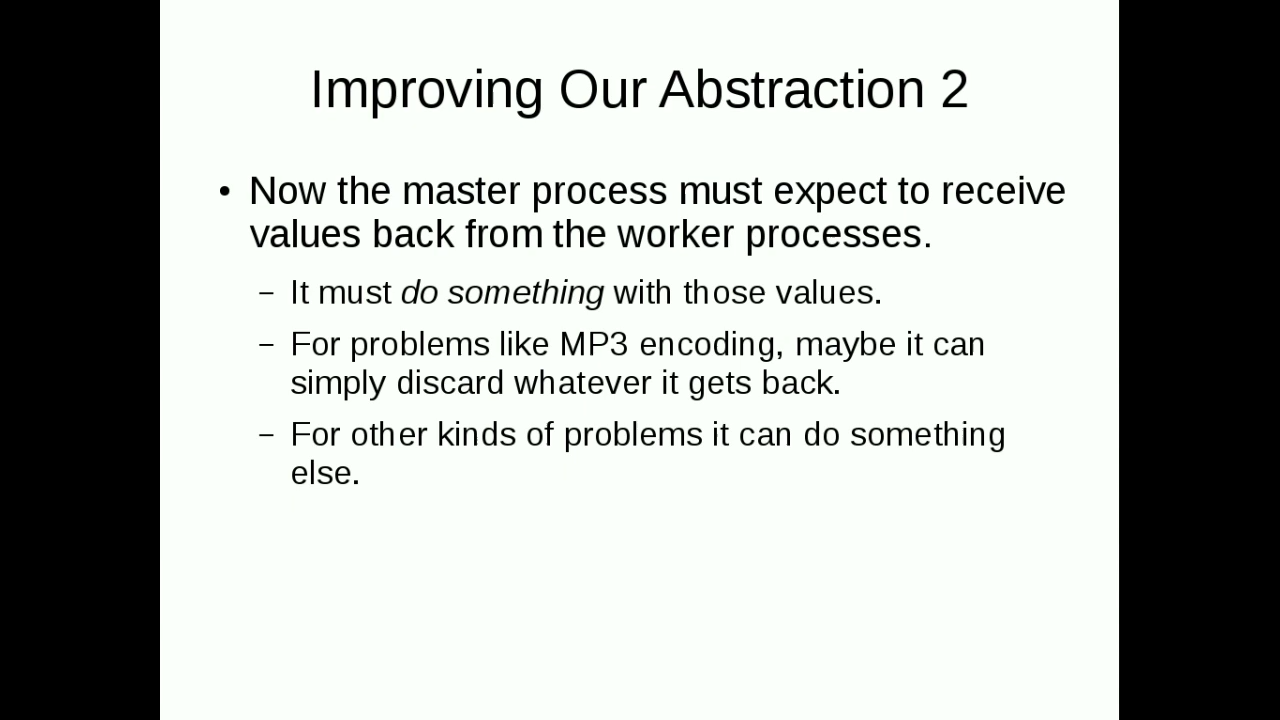 Improving Our Abstraction 2
• Now the master process must expect to receive
values back from the worker processes.
– It must do something with those values.
– For problems like MP3 encoding, maybe it can
simply discard whatever it gets back.
– For other kinds of problems it can do something
else.